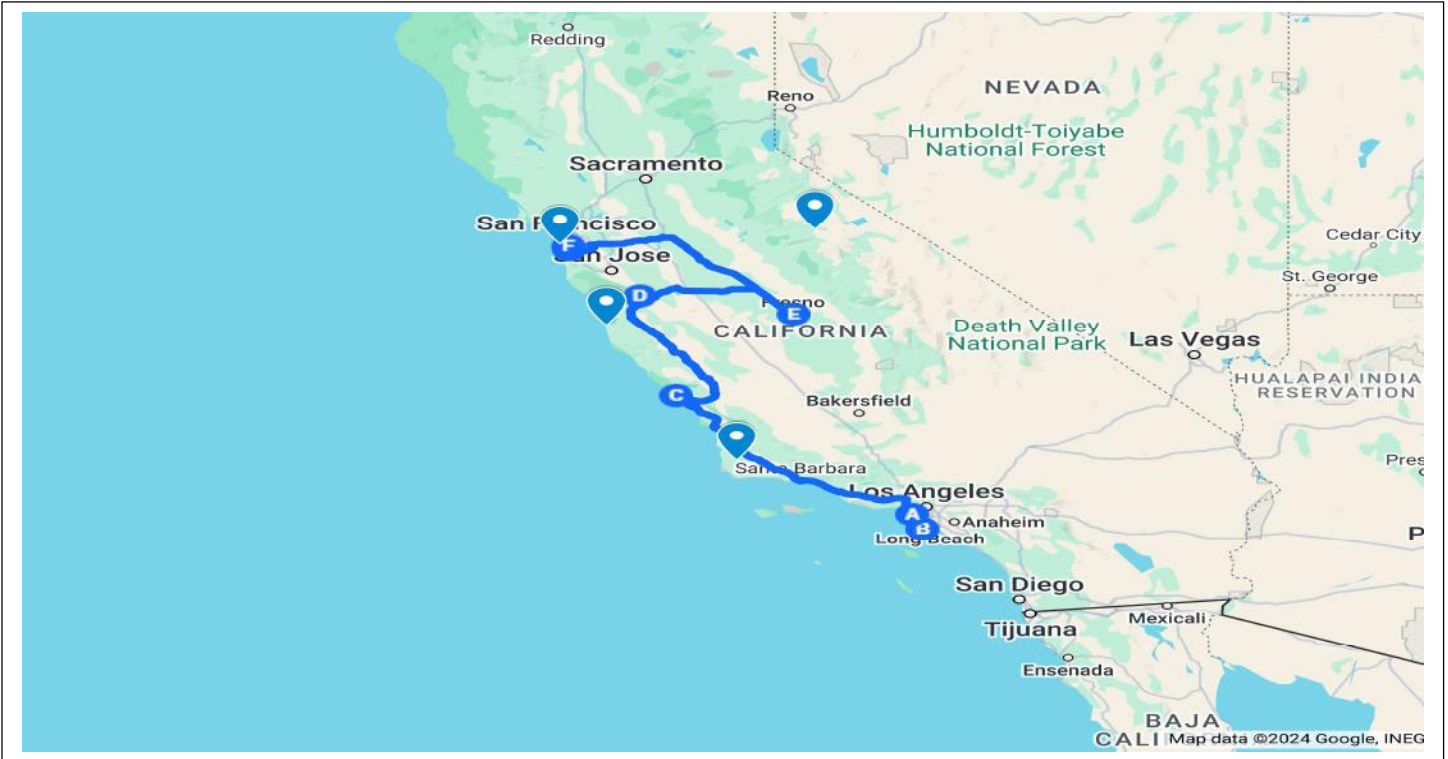 Redding
NEVADA
Reno
Humboldt-Toiyabe
National Forest
Sacramento
San Francisco
F
Cedar City
San Jose
St. George
D
Fresno
E
CALIFORNIA
Death Valley
National Park
Las Vegas
HUALAPAI INDIA
RESERVATION
C
Bakersfield
Santa Barbara
Pres
Los Angeles
A
Anaheim
B
Long Beach
P
San Diego
Mexicali
Tijuana
Ensenada
BAJA
CALI
Map data ©2024 Google, INEG